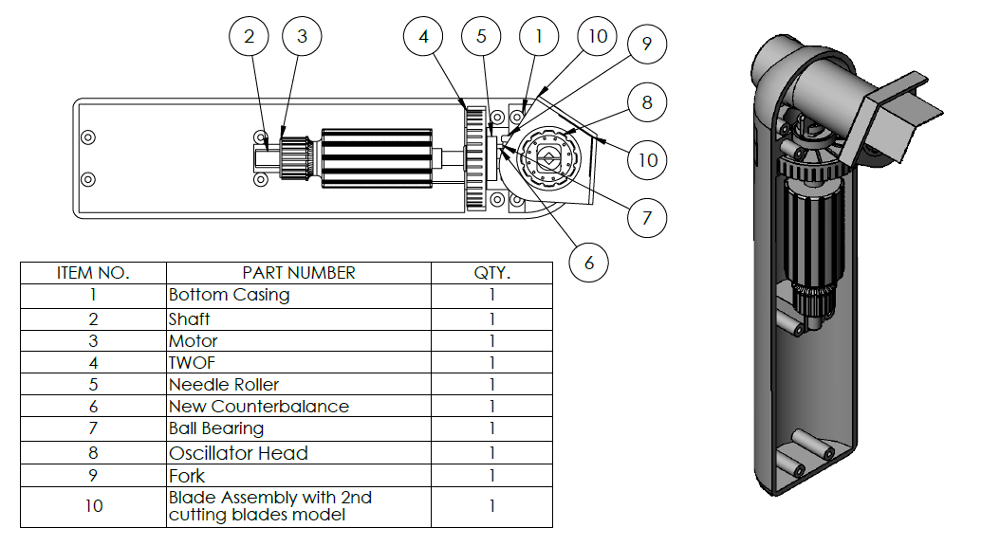 2 3 4 5 1 10 9
8
10
7
6
ITEM NO. PART NUMBER QTY.
1 Bottom Casing 1
2 Shaft 1
3 Motor 1
4 TWOF 1
5 Needle Roller 1
6 New Counterbalance 1
7 Ball Bearing 1
8 Oscillator Head 1
9 Fork 1
10 Blade Assembly with 2nd 1
cutting blades model